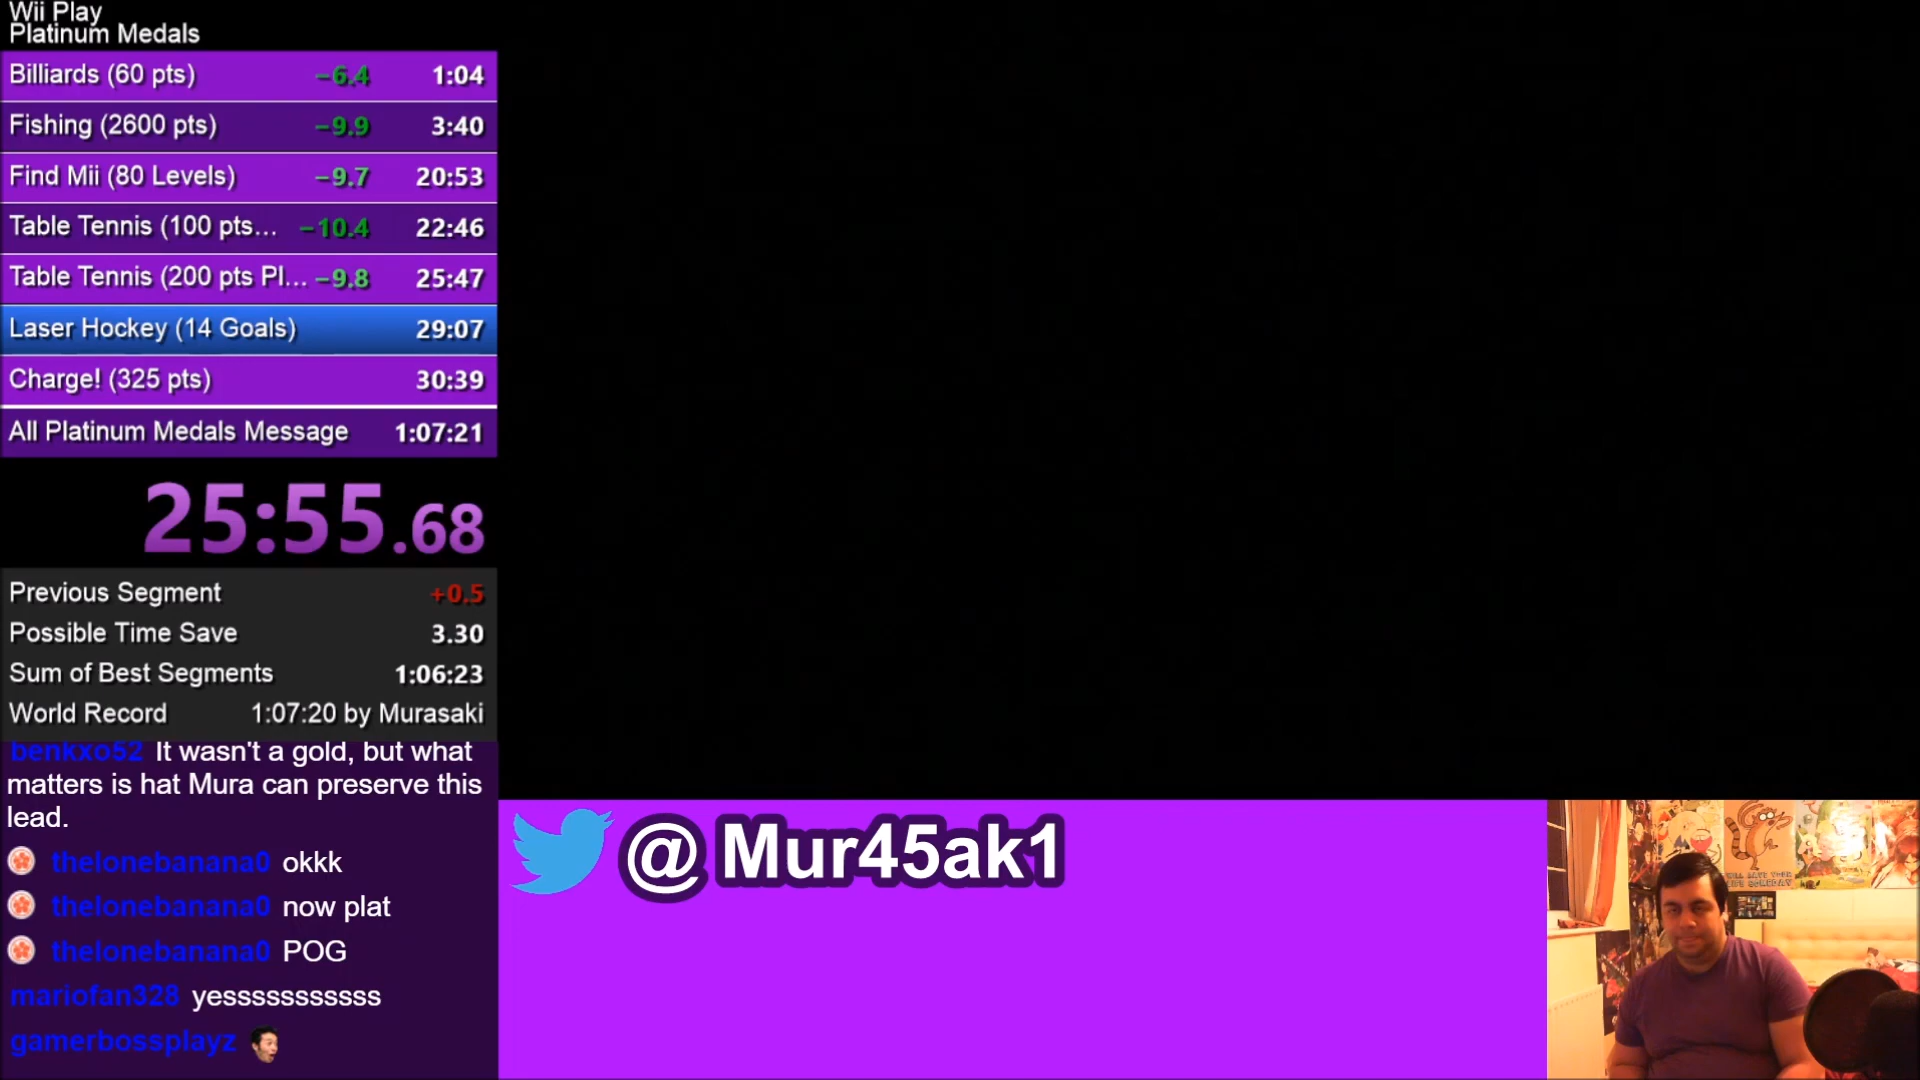 Wii Play
Platinum Medals
Billiards (60 pts) −6.4 1:04
Fishing (2600 pts) −9.9 3:40
Find Mii (80 Levels) −9.7 20:53
Table Tennis (100 pts... −10.4 22:46
Table Tennis (200 pts Pl... −9.8 25:47
Laser Hockey (14 Goals) 29:07
Charge! (325 pts) 30:39
All Platinum Medals Message 1:07:21
25:55.68
Previous Segment +0.5
Possible Time Save 3.30
Sum of Best Segments 1:06:23
World Record 1:07:20 by Murasaki
benkxo52 It wasn't a gold, but what
matters is hat Mura can preserve this
lead.
thelonebanana0 okkk
thelonebanana0 now plat
thelonebanana0 POG
mariofan328 yesssssssssss
gamerbossplayz
@Mur45ak1